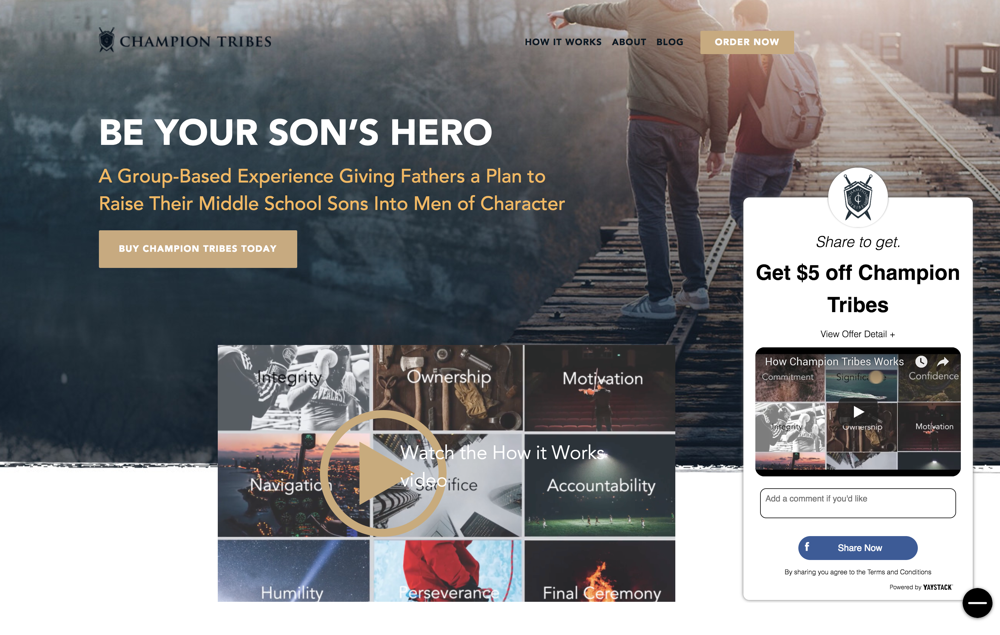 CHAMPION TRIBES
HOW IT WORKS ABOUT BLOG ORDER NOW
BE YOUR SON’S HERO
A Group-Based Experience Giving Fathers a Plan to
Raise Their Middle School Sons Into Men of Character
BUY CHAMPION TRIBES TODAY
Integrity Ownership Motivation
Watch the How it Works
video
Navigation Sacrifice Accountability
Humility Perseverance Final Ceremony
Share to get.
Get $5 off Champion
Tribes
View Offer Detail +
How Champion Tribes Works
Commitment Confidence
Integrity Ownership Motivation
Add a comment if you'd like
f Share Now
By sharing you agree to the Terms and Conditions
Powered by YAYSTACK